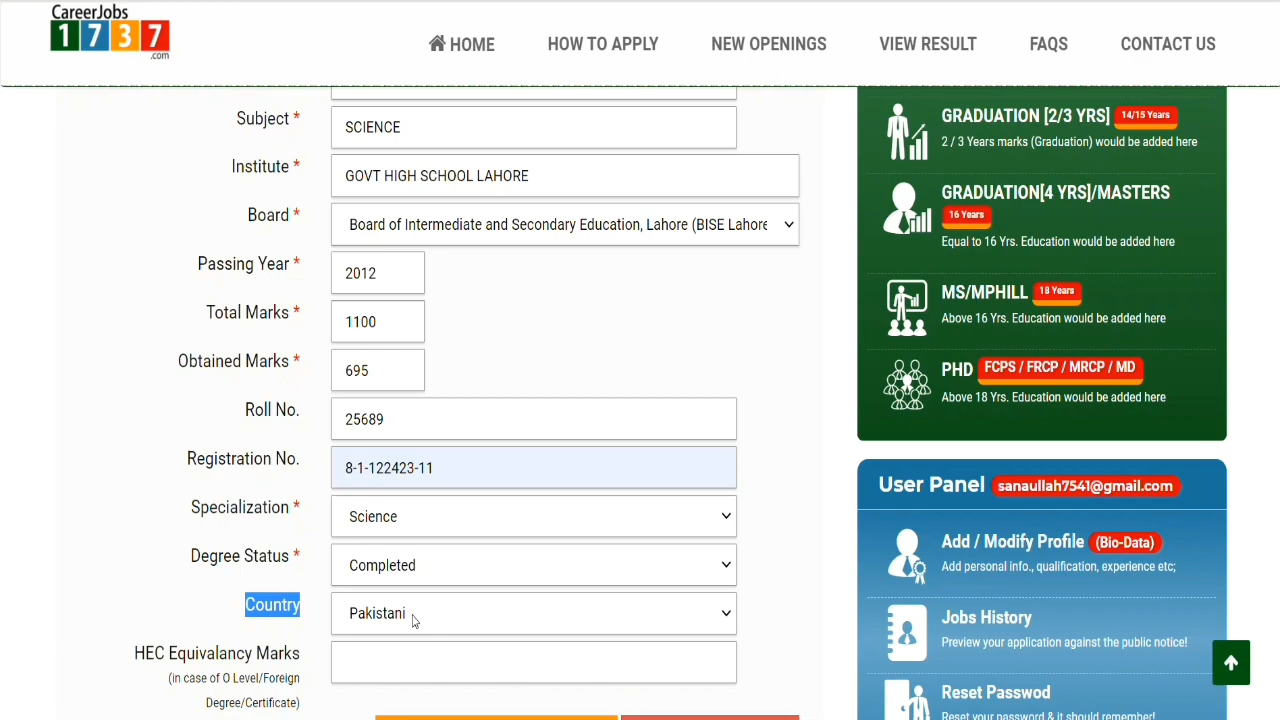 CareerJobs
1737
.com
HOME
HOW TO APPLY
NEW OPENINGS
VIEW RESULT
FAQS
CONTACT US
Subject *
SCIENCE
Institute *
GOVT HIGH SCHOOL LAHORE
Board *
Board of Intermediate and Secondary Education, Lahore (BISE Lahore
Passing Year *
2012
Total Marks *
1100
Obtained Marks *
695
Roll No.
25689
Registration No.
8-1-122423-11
Specialization *
Science
Degree Status *
Completed
Country
Pakistani
HEC Equivalancy Marks
(in case of O Level/Foreign
Degree/Certificate)
GRADUATION [2/3 YRS] 14/15 Years
2 / 3 Years marks (Graduation) would be added here
GRADUATION[4 YRS]/MASTERS
16 Years
Equal to 16 Yrs. Education would be added here
MS/MPHILL 18 Years
Above 16 Yrs. Education would be added here
PHD FCPS / FRCP / MRCP / MD
Above 18 Yrs. Education would be added here
User Panel sanaullah7541@gmail.com
Add / Modify Profile (Bio-Data)
Add personal info., qualification, experience etc;
Jobs History
Preview your application against the public notice!
Reset Passwod
Reset your password & it should remember!